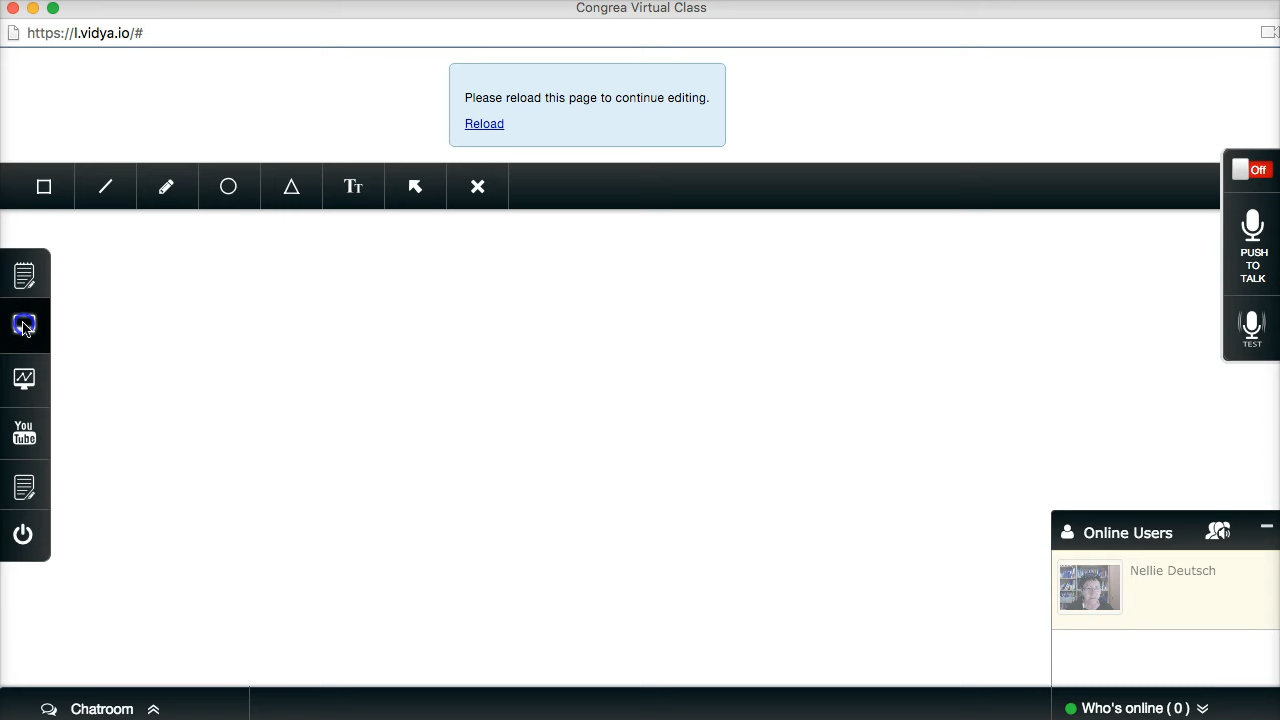 Congrea Virtual Class
https://l.vidya.io/#
Please reload this page to continue editing.
Reload
TT
Off
PUSH
TO
TALK
TEST
You
Tube
Online Users
Nellie Deutsch
Chatroom
Who's online ( 0 )